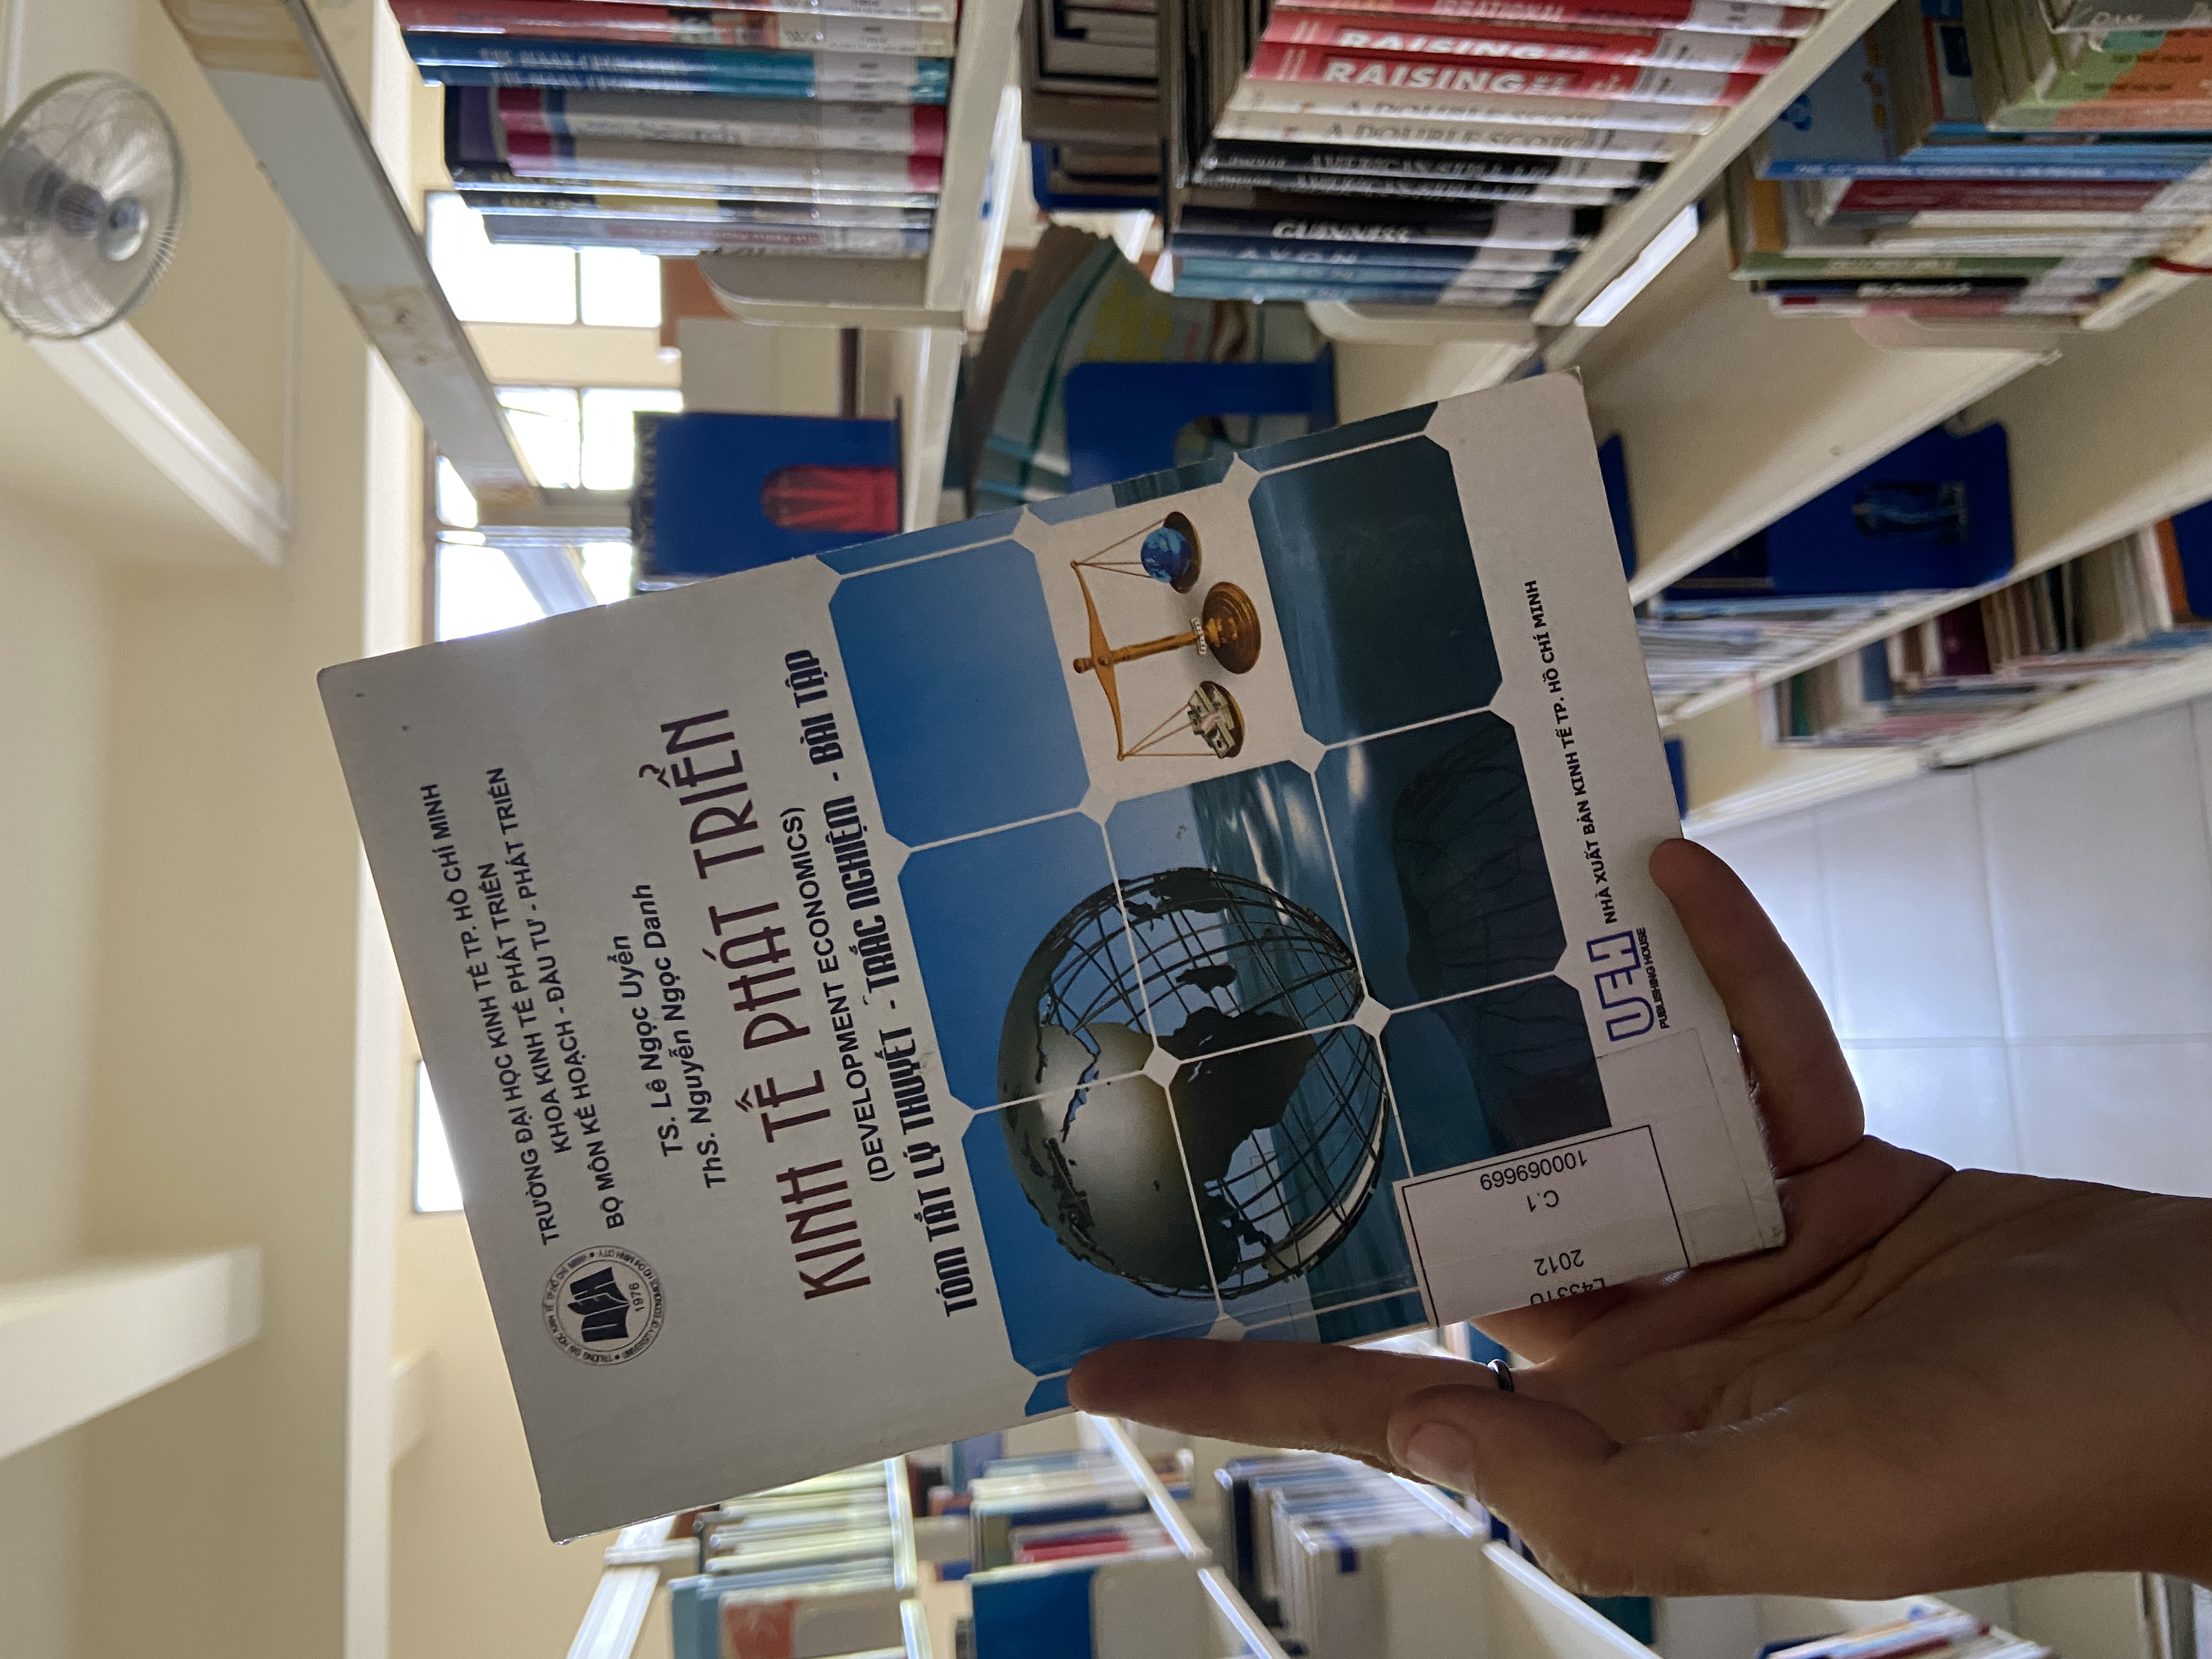 TRƯỜNG ĐẠI HỌC KINH TẾ TP. HỒ CHÍ MINH
KHOA KINH TẾ PHÁT TRIỂN
BỘ MÔN KẾ HOẠCH - ĐẦU TƯ - PHÁT TRIỂN
1976
TS. Lê Ngọc Uyển
ThS. Nguyễn Ngọc Danh
KINH TẾ PHÁT TRIỂN
(DEVELOPMENT ECONOMICS)
TÓM TẮT LÝ THUYẾT - TRẮC NGHIỆM - BÀI TẬP
2012
C.1
100069669
UEH
PUBLISHING HOUSE
NHÀ XUẤT BẢN KINH TẾ TP. HỒ CHÍ MINH
RAISING
RAISING